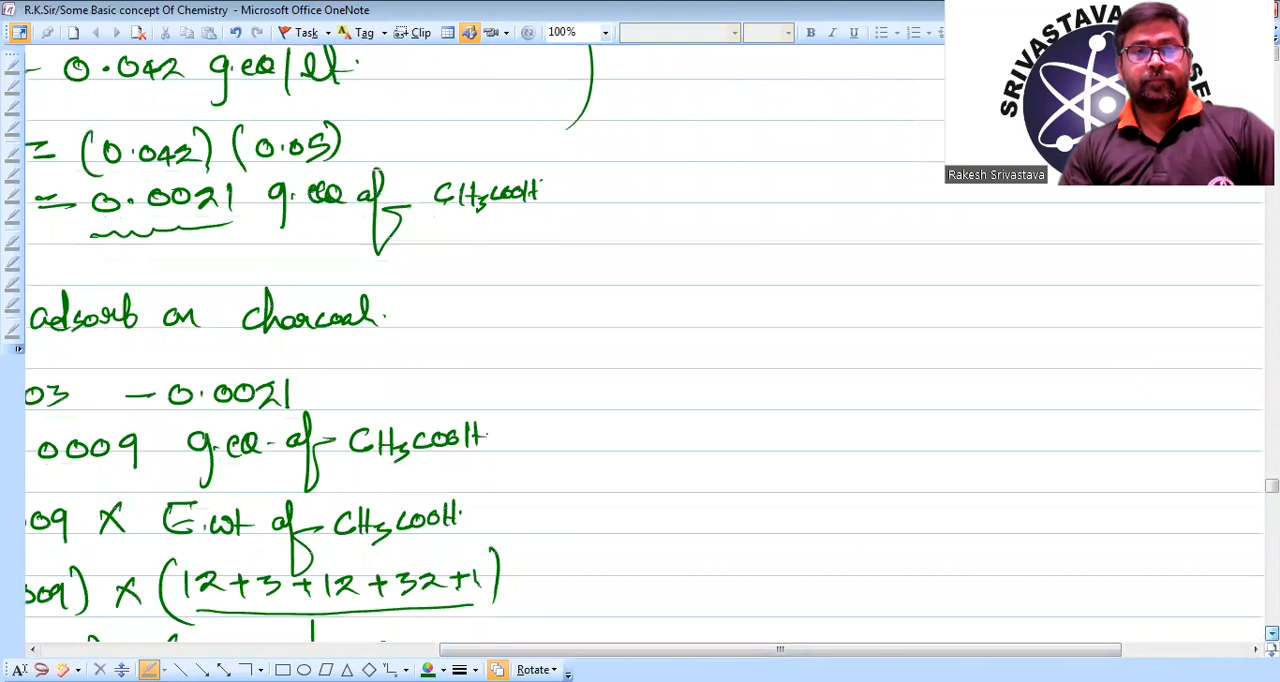 R.K.Sir/Some Basic concept Of Chemistry - Microsoft Office OneNote
Task
Tag
Clip
100%
B I U
SRIVASTAVA
SES
Rakesh Srivastava
- 0.042 g.eq/lt.
= (0.042) (0.05)
= 0.0021 g.eq of CH3COOH
adsorb on charcoal.
03 - 0.0021
0009 g.eq. of CH3COOH
09 X E.wt of CH3COOH.
009) X (12+3+12+32+1)
Rotate